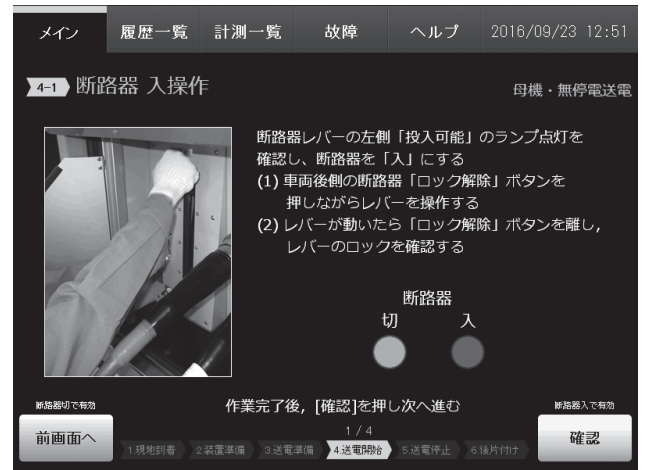 メイン 履歴一覧 計測一覧 故障 ヘルプ 2016/09/23 12:51
4-1 断路器 入操作
母機・無停電送電
断路器レバーの左側「投入可能」のランプ点灯を
確認し、断路器を「入」にする
(1) 車両後側の断路器「ロック解除」ボタンを
押しながらレバーを操作する
(2) レバーが動いたら「ロック解除」ボタンを離し,
レバーのロックを確認する
断路器
切 入
断路器切で有効 作業完了後, [確認]を押し次へ進む 断路器入で有効
1 / 4
前画面へ 1.現地到着 2.装置準備 3.送電準備 4.送電開始 5.送電停止 6.後片付け 確認